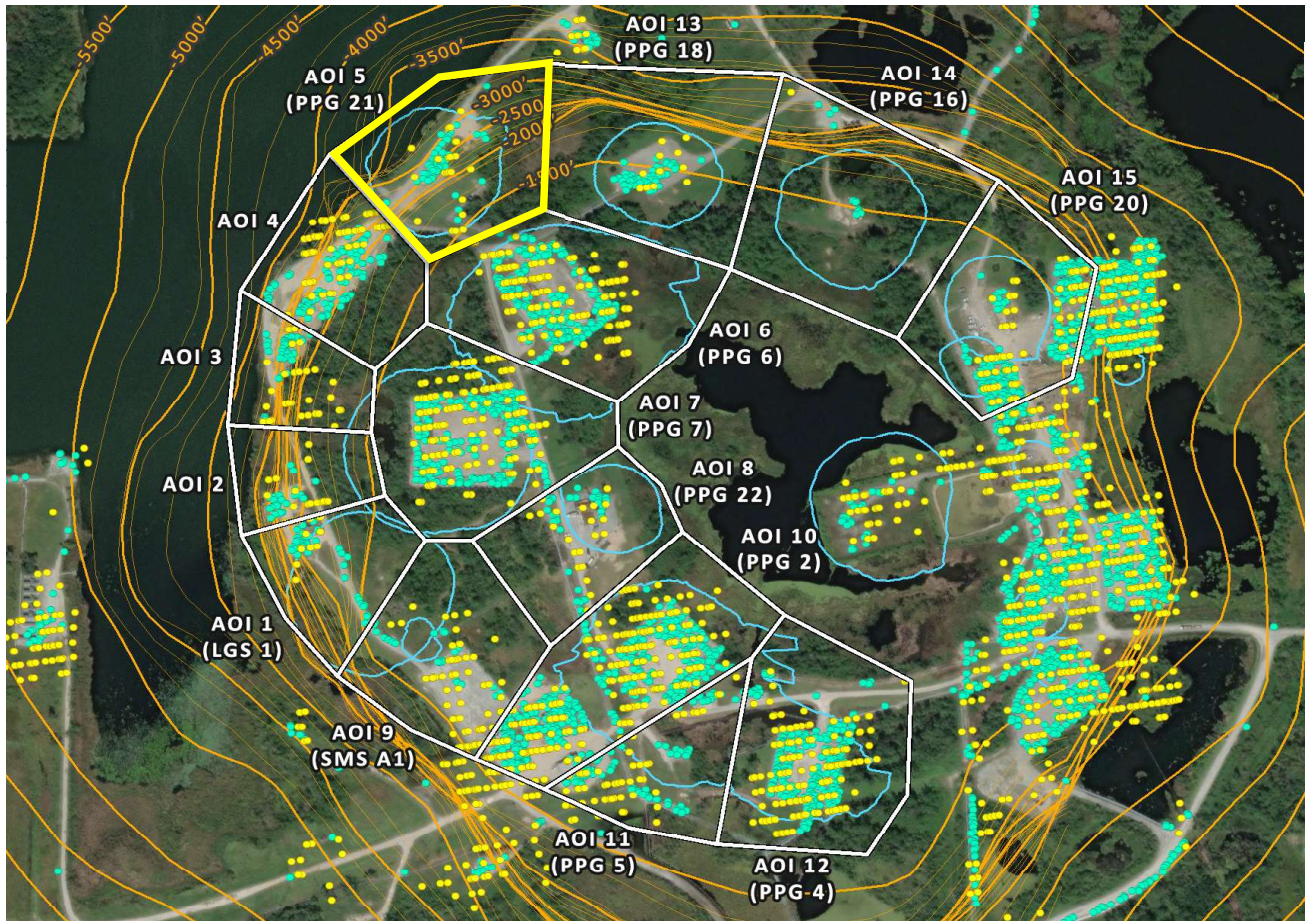 -5500'
-5000'
-4500'
-4000'
-3500'
-3000'
-2500
-2000'
-1500'
AOI 13
(PPG 18)
AOI 5
(PPG 21)
AOI 14
(PPG 16)
AOI 15
(PPG 20)
AOI 4
AOI 3
AOI 6
(PPG 6)
AOI 7
(PPG 7)
AOI 2
AOI 8
(PPG 22)
AOI 10
(PPG 2)
AOI 1
(LGS 1)
AOI 9
(SMS A1)
AOI 11
(PPG 5)
AOI 12
(PPG 4)